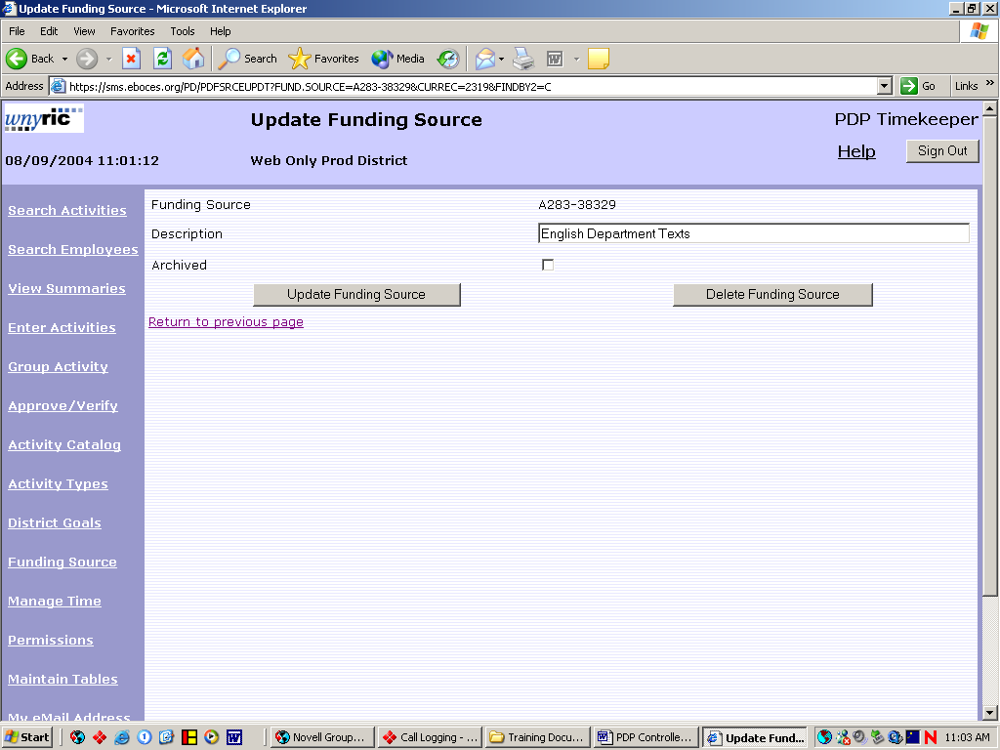 Update Funding Source - Microsoft Internet Explorer
File Edit View Favorites Tools Help
Back Search Favorites Media
Address https://sms.eboces.org/PD/PDFSRCEUPDT?FUND.SOURCE=A283-38329&CURREC=2319&FINDBY2=C Go Links »
wnyric Update Funding Source PDP Timekeeper
Help Sign Out
08/09/2004 11:01:12 Web Only Prod District
Search Activities
Search Employees
View Summaries
Enter Activities
Group Activity
Approve/Verify
Activity Catalog
Activity Types
District Goals
Funding Source
Manage Time
Permissions
Maintain Tables
My eMail Address
Funding Source A283-38329
Description English Department Texts
Archived
Update Funding Source Delete Funding Source
Return to previous page
Start Novell Group... Call Logging - ... Training Docu... PDP Controlle... Update Fund... 11:03 AM